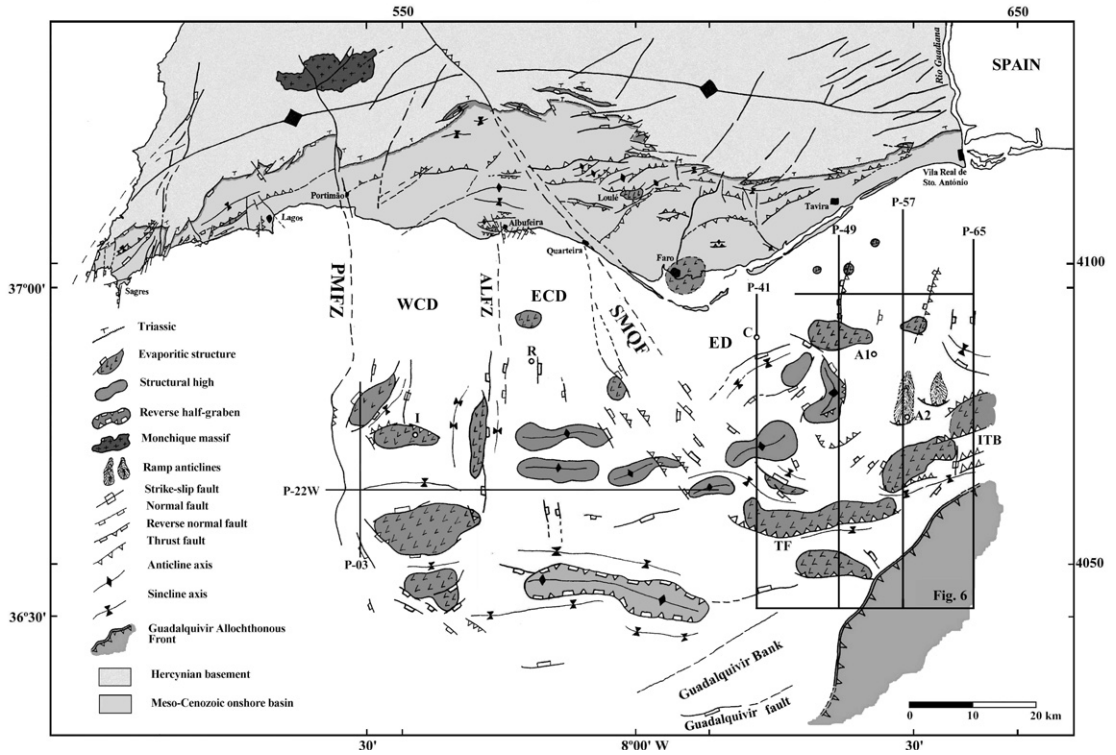 550
650
SPAIN
Rio Guadiana
Vila Real de
Sto. António
Portimão
Loulé
Tavira
Lagos
Albufeira
P-57
Quarteira
P-49
P-65
Faro
Sagres
4100
37°00'
P-41
PMFZ
WCD
ALFZ
ECD
SMQF
ED
C
A1
R
A2
I
ITB
P-22W
TF
P-03
4050
36°30'
Fig. 6
Triassic
Evaporitic structure
Structural high
Reverse half-graben
Monchique massif
Ramp anticlines
Strike-slip fault
Normal fault
Reverse normal fault
Thrust fault
Anticline axis
Sincline axis
Guadalquivir Allochthonous
Front
Hercynian basement
Meso-Cenozoic onshore basin
Guadalquivir Bank
Guadalquivir fault
0 10 20 km
30'
8°00' W
30'